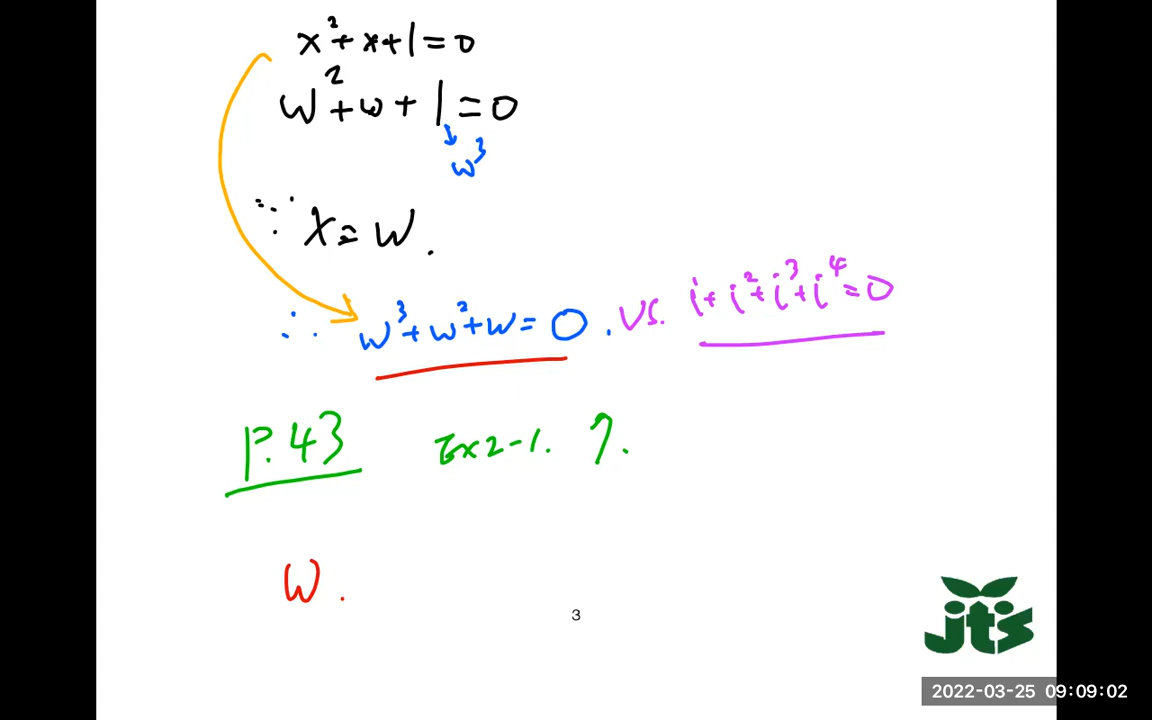 x²+x+1=0
w²+w+1=0
↓
w³
∵ x=w.
∴ w³+w²+w=0. vs. i+i²+i³+i⁴=0
P.43 Ex2-1. 7.
w.
3
jts
2022-03-25 09:09:02